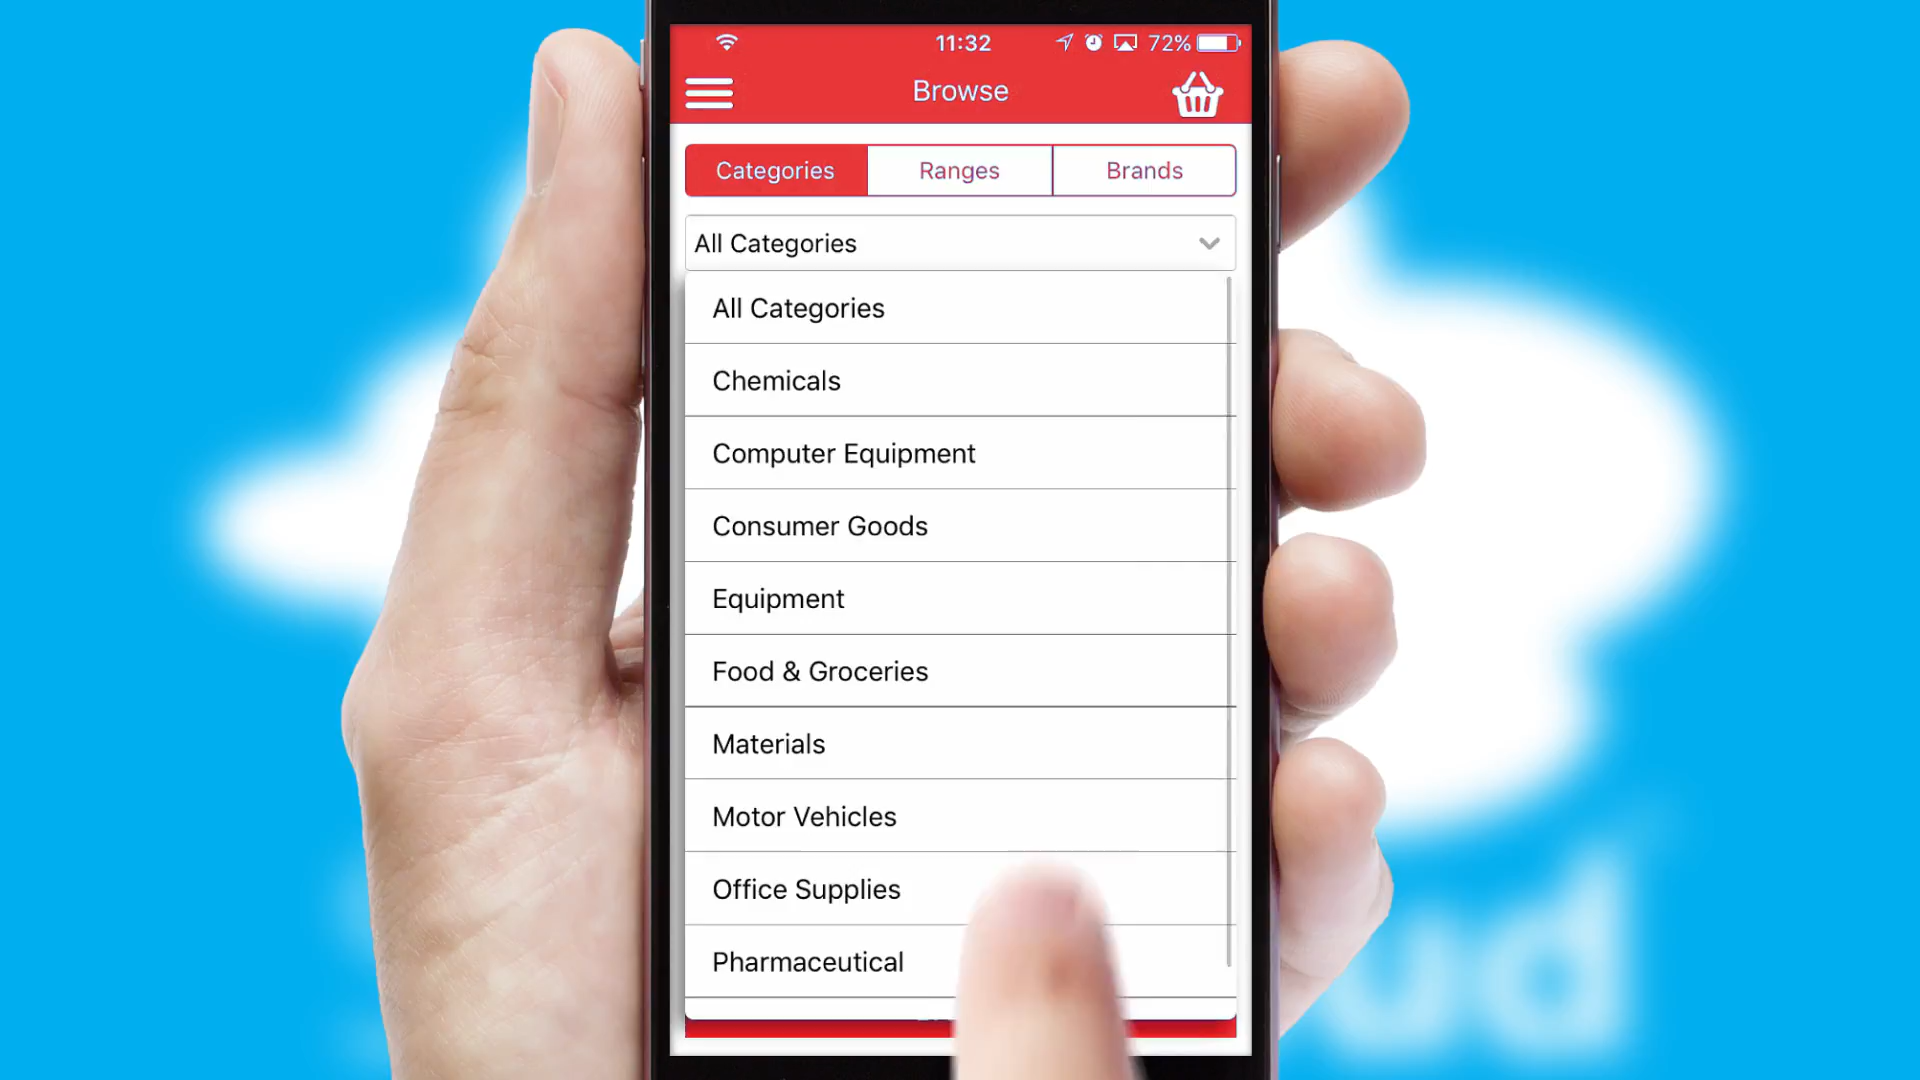 11:32
72%
Browse
Categories
Ranges
Brands
All Categories
All Categories
Chemicals
Computer Equipment
Consumer Goods
Equipment
Food & Groceries
Materials
Motor Vehicles
Office Supplies
Pharmaceutical